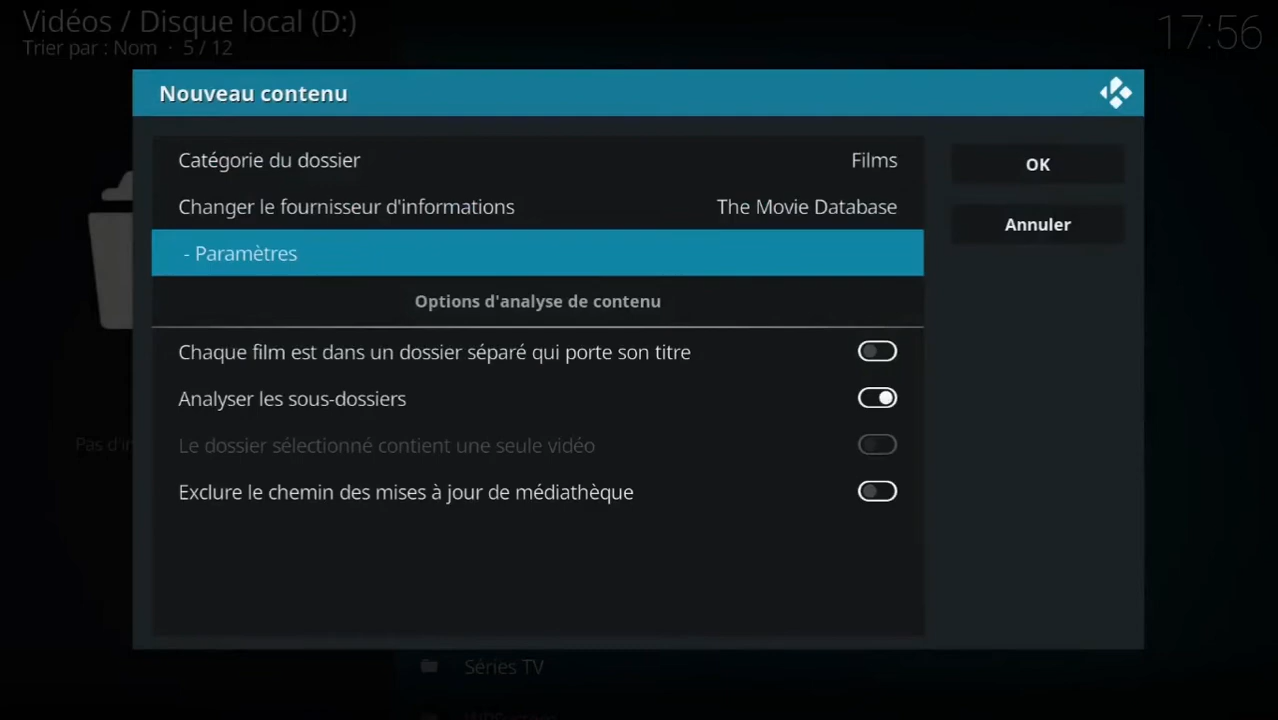 Vidéos / Disque local (D:)
Trier par : Nom · 5 / 12
17:56
Nouveau contenu
Catégorie du dossier Films
OK
Changer le fournisseur d'informations The Movie Database
Annuler
- Paramètres
Options d'analyse de contenu
Chaque film est dans un dossier séparé qui porte son titre
Analyser les sous-dossiers
Pas d'in
Le dossier sélectionné contient une seule vidéo
Exclure le chemin des mises à jour de médiathèque
Séries TV